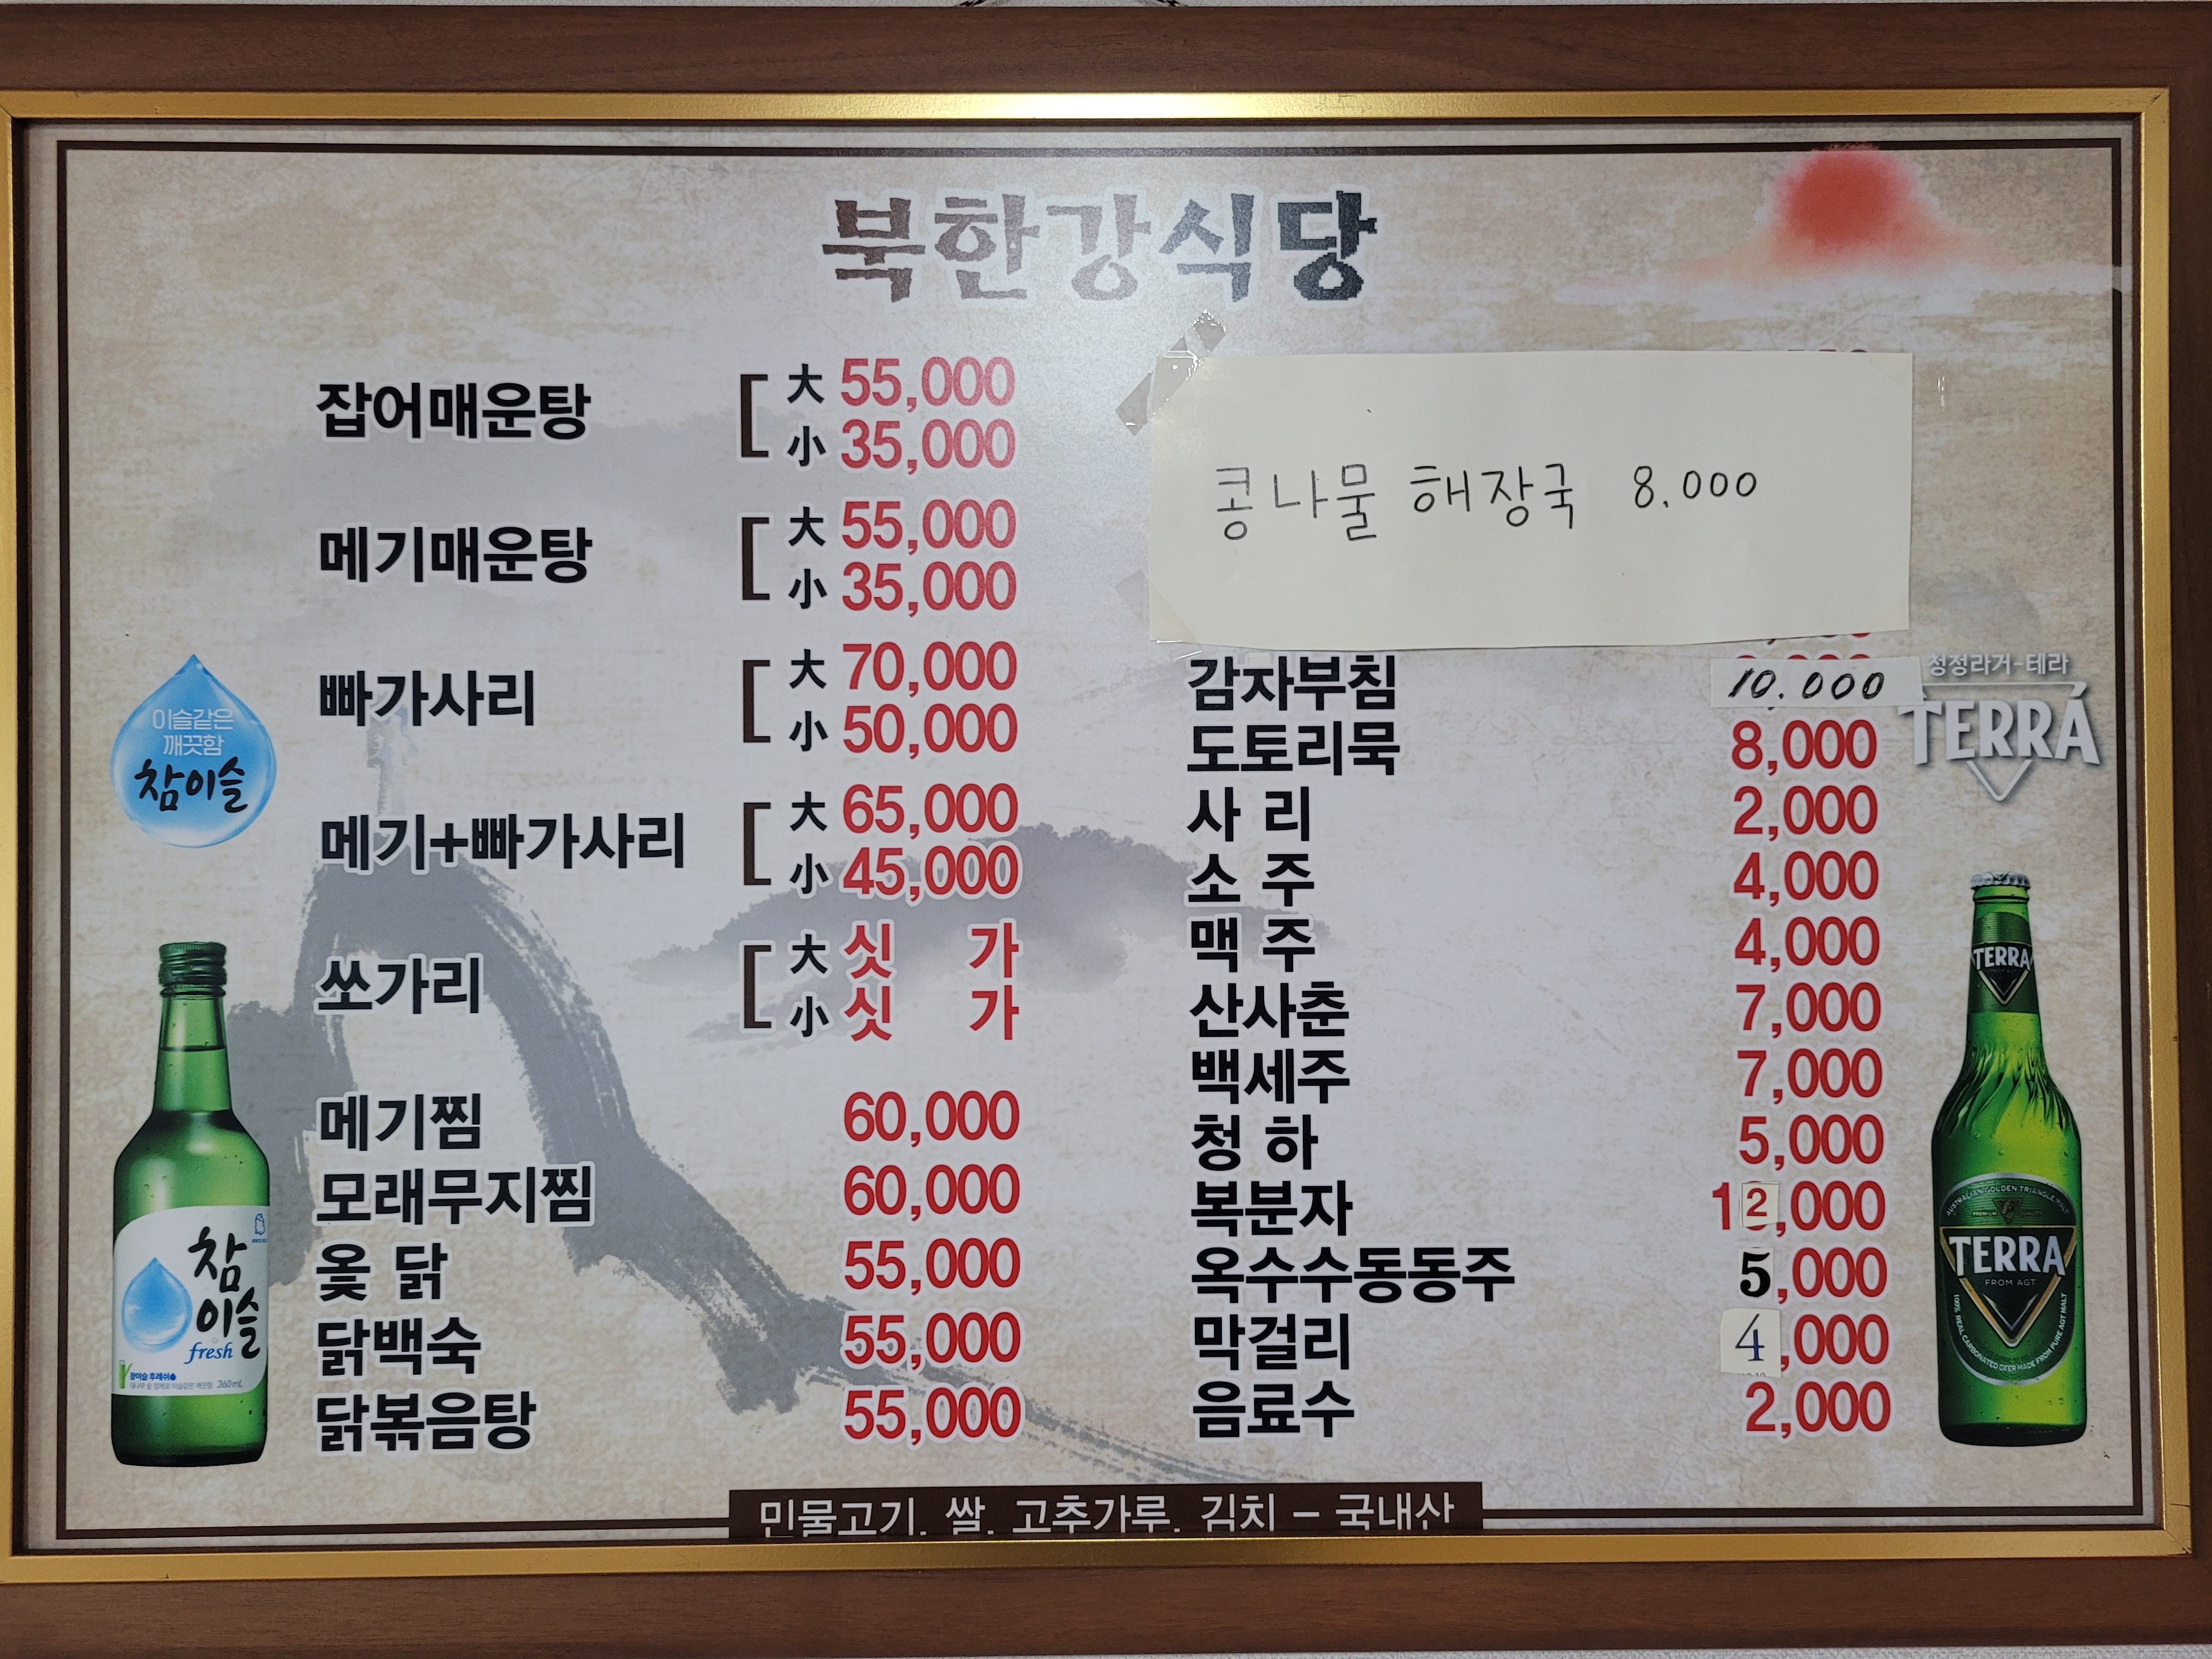 북한강식당
잡어매운탕 大 55,000
小 35,000
메기매운탕 大 55,000
小 35,000
빠가사리 大 70,000
小 50,000
메기+빠가사리 大 65,000
小 45,000
쏘가리 大 싯 가
小 싯 가
메기찜 60,000
모래무지찜 60,000
옻 닭 55,000
닭백숙 55,000
닭볶음탕 55,000
콩나물 해장국 8.000
감자부침 10.000
도토리묵 8,000
사 리 2,000
소 주 4,000
맥 주 4,000
산사춘 7,000
백세주 7,000
청 하 5,000
복분자 12,000
옥수수동동주 5,000
막걸리 4,000
음료수 2,000
민물고기, 쌀, 고추가루, 김치 – 국내산
이슬같은
깨끗함
참이슬
참
이슬
fresh
360mL
청정라거-테라
TERRA
TERRA
TERRA
FROM AGT